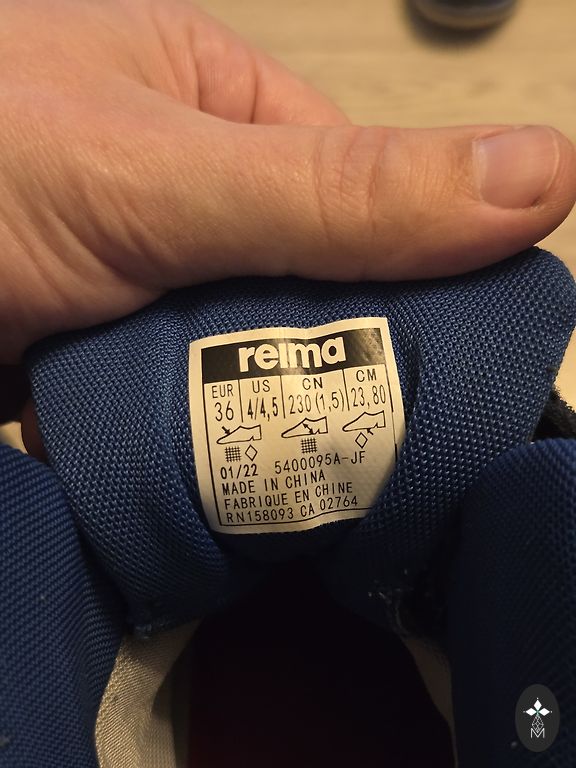 reima
EUR US CN CM
36 4/4,5 230(1,5) 23,80
01/22 5400095A-JF
MADE IN CHINA
FABRIQUE EN CHINE
RN158093 CA 02764
M